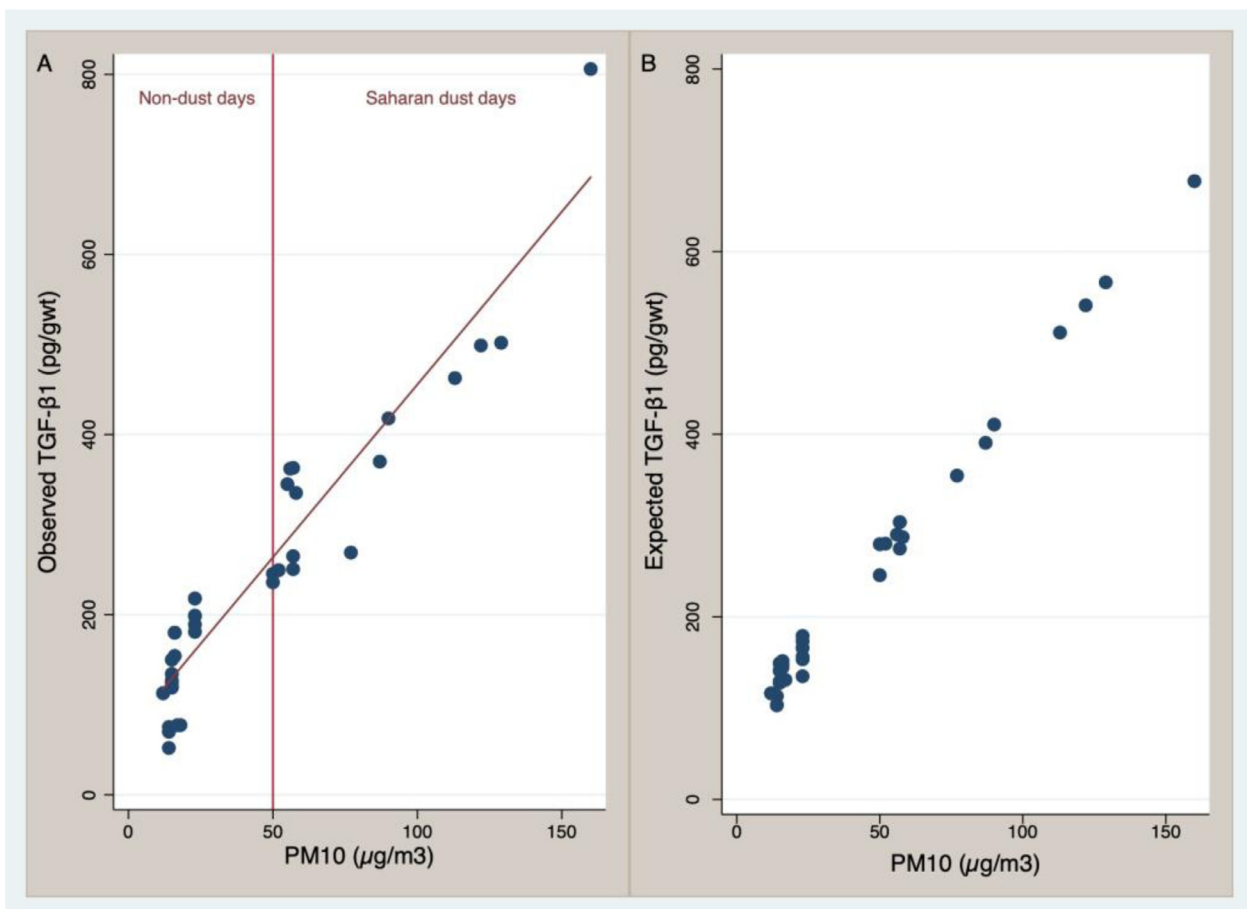 A
Non-dust days
Saharan dust days
Observed TGF-β1 (pg/gwt)
800
600
400
200
0
0 50 100 150
PM10 (µg/m3)
B
Expected TGF-β1 (pg/gwt)
800
600
400
200
0
0 50 100 150
PM10 (µg/m3)